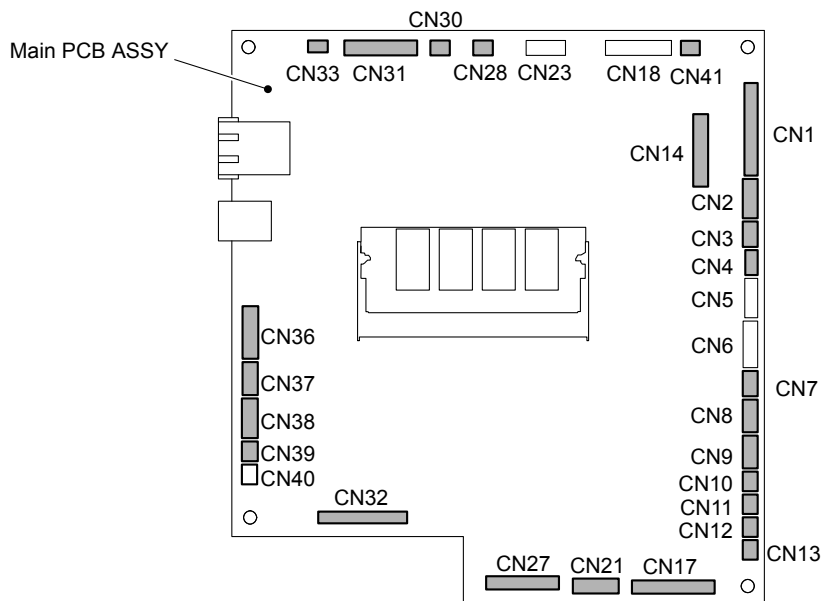 CN30
Main PCB ASSY
CN33 CN31 CN28 CN23 CN18 CN41
CN1
CN14
CN2
CN3
CN4
CN5
CN36
CN6
CN37
CN7
CN38
CN8
CN39
CN9
CN40
CN10
CN32
CN11
CN12
CN13
CN27 CN21 CN17